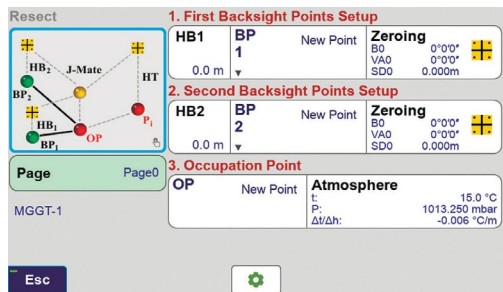 Resect
HB2
J-Mate
HT
BP2
HB1
OP
Pi
BP1
Page Page0
MGGT-1
1. First Backsight Points Setup
HB1
0.0 m
BP
1
New Point
Zeroing
B0 0°0'0"
VA0 0°0'0"
SD0 0.000m
2. Second Backsight Points Setup
HB2
0.0 m
BP
2
New Point
Zeroing
B0 0°0'0"
VA0 0°0'0"
SD0 0.000m
3. Occupation Point
OP New Point
Atmosphere
t: 15.0 °C
P: 1013.250 mbar
Δt/Δh: -0.006 °C/m
Esc